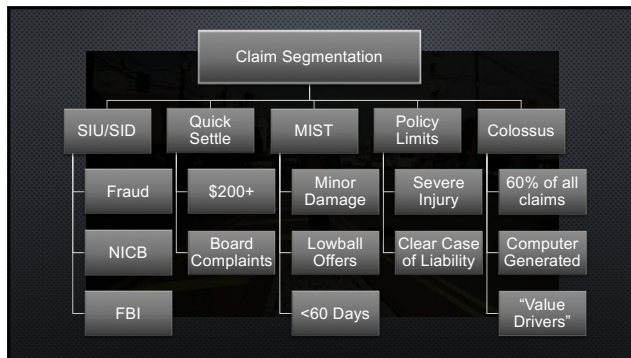 Claim Segmentation
SIU/SID
Fraud
NICB
FBI
Quick
Settle
$200+
Board
Complaints
MIST
Minor
Damage
Lowball
Offers
<60 Days
Policy
Limits
Severe
Injury
Clear Case
of Liability
Colossus
60% of all
claims
Computer
Generated
“Value
Drivers”